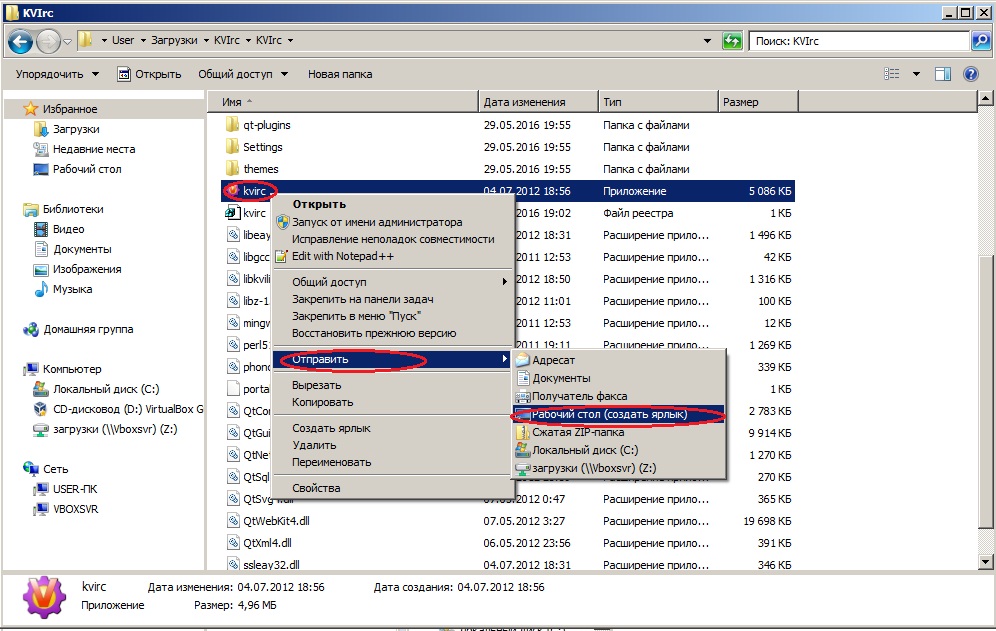 KVIrc
User Загрузки KVIrc KVIrc Поиск: KVIrc
Упорядочить Открыть Общий доступ Новая папка
Избранное
Загрузки
Недавние места
Рабочий стол
Библиотеки
Видео
Документы
Изображения
Музыка
Домашняя группа
Компьютер
Локальный диск (C:)
CD-дисковод (D:) VirtualBox G
загрузки (\\Vboxsvr) (Z:)
Сеть
USER-ПК
VBOXSVR
Имя Дата изменения Тип Размер
qt-plugins 29.05.2016 19:55 Папка с файлами
Settings 29.05.2016 19:55 Папка с файлами
themes 29.05.2016 19:55 Папка с файлами
kvirc 04.07.2012 18:56 Приложение 5 086 КБ
kvirc 2016 19:02 Файл реестра 1 КБ
libeay 2012 18:31 Расширение прило... 1 496 КБ
libgcc 2011 12:53 Расширение прило... 42 КБ
libkvili 2012 18:50 Расширение прило... 1 316 КБ
libz-1 2012 11:01 Расширение прило... 100 КБ
mingw 2011 12:53 Расширение прило... 12 КБ
perl51 2011 19:11 Расширение прило... 1 269 КБ
phono 339 КБ
porta 1 КБ
QtCor 2 783 КБ
QtGui 9 914 КБ
QtNet 1 270 КБ
QtSql 270 КБ
QtSvg4.dll 07.05.2012 0:47 Расширение прило... 365 КБ
QtWebKit4.dll 07.05.2012 3:27 Расширение прило... 19 698 КБ
QtXml4.dll 06.05.2012 23:56 Расширение прило... 391 КБ
ssleay32.dll 04.07.2012 18:31 Расширение прило... 346 КБ
Открыть
Запуск от имени администратора
Исправление неполадок совместимости
Edit with Notepad++
Общий доступ
Закрепить на панели задач
Закрепить в меню "Пуск"
Восстановить прежнюю версию
Отправить
Вырезать
Копировать
Создать ярлык
Удалить
Переименовать
Свойства
Адресат
Документы
Получатель факса
Рабочий стол (создать ярлык)
Сжатая ZIP-папка
Локальный диск (C:)
загрузки (\\Vboxsvr) (Z:)
kvirc Дата изменения: 04.07.2012 18:56 Дата создания: 04.07.2012 18:56
Приложение Размер: 4,96 МБ